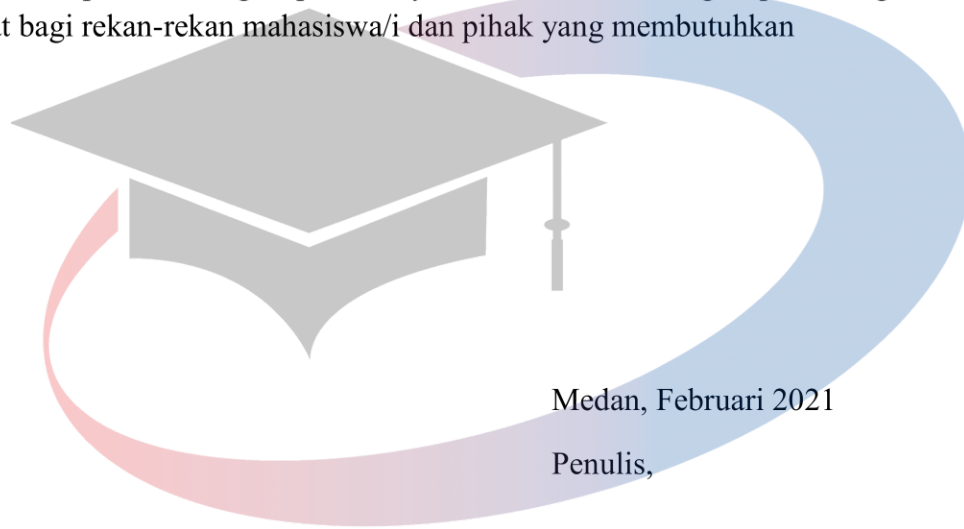 t bagi rekan-rekan mahasiswa/i dan pihak yang membutuhkan
Medan, Februari 2021
Penulis,